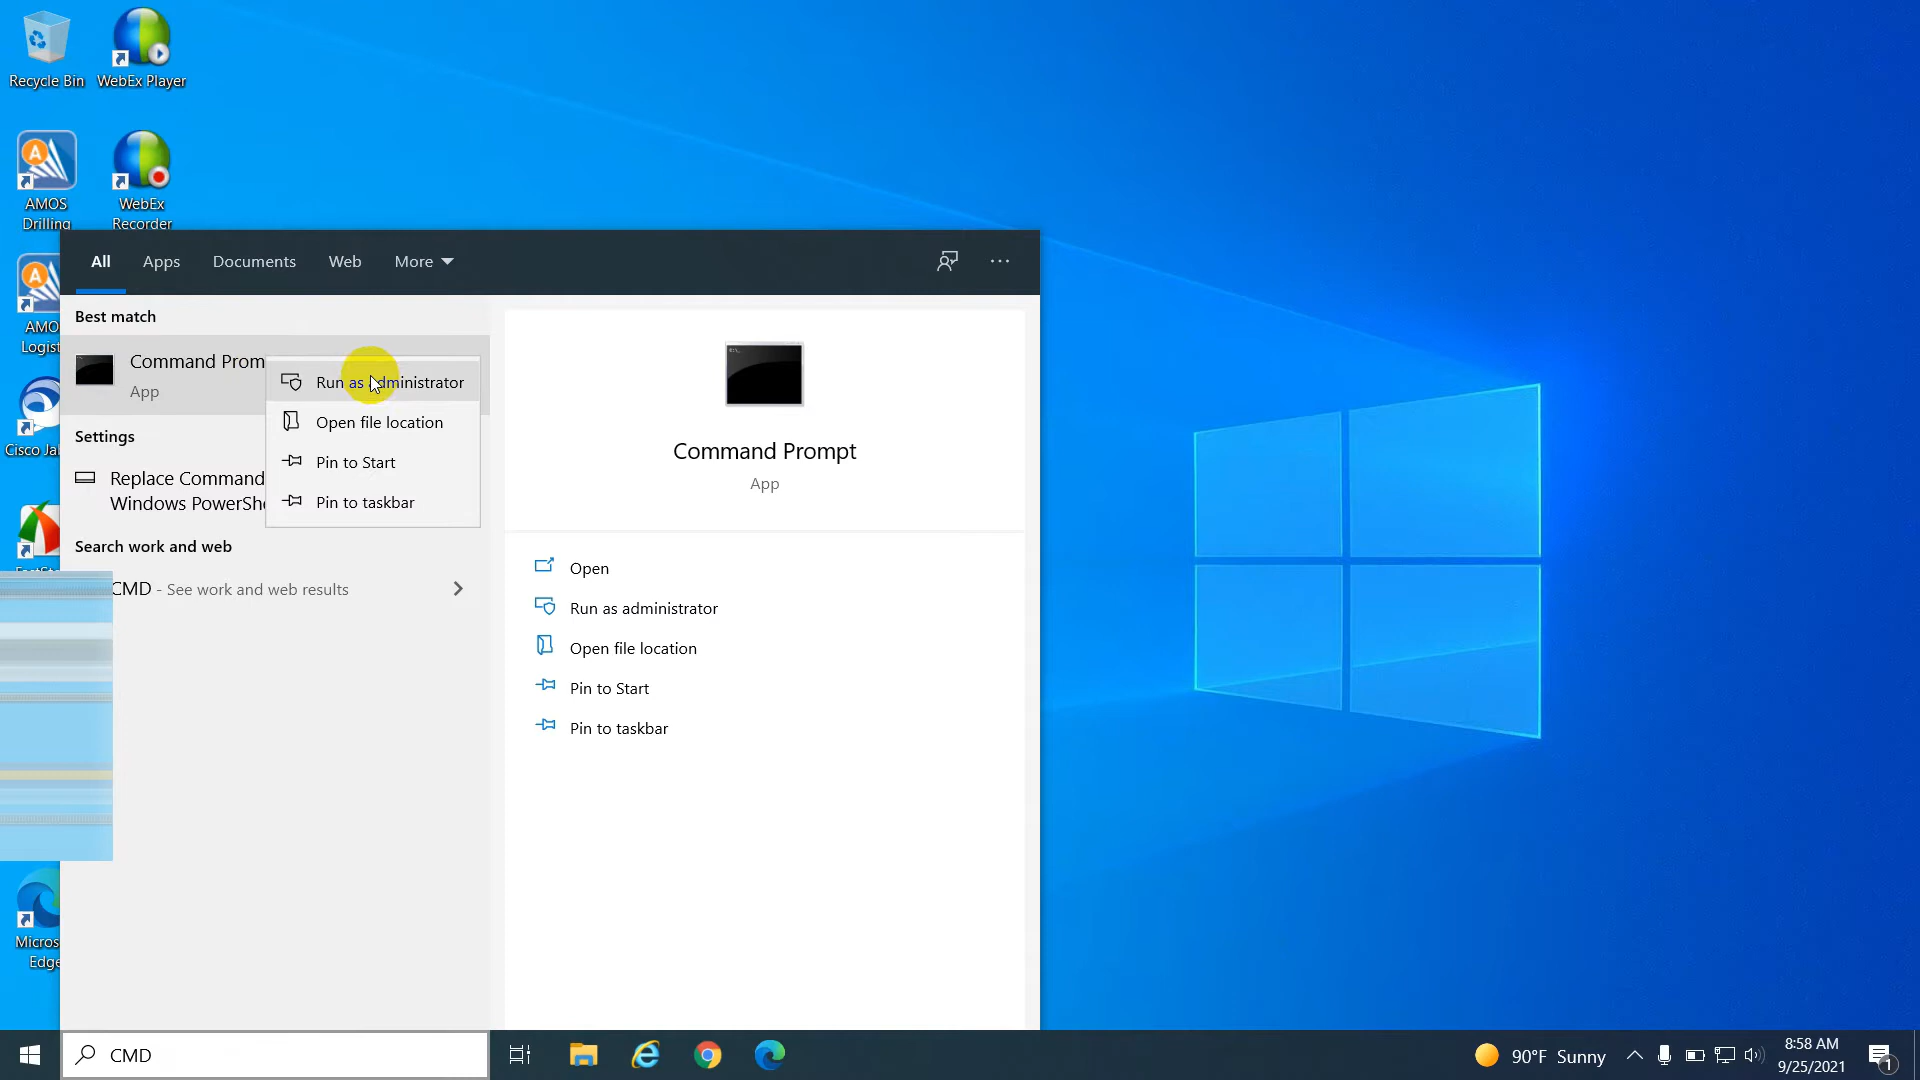 Recycle Bin
WebEx Player
AMOS
Drilling
WebEx
Recorder
AMO
Logist
Cisco Ja
Micros
Edge
All
Apps
Documents
Web
More
Best match
Command Prom
App
Run as administrator
Open file location
Pin to Start
Pin to taskbar
Settings
Replace Command
Windows PowerShe
Search work and web
CMD - See work and web results
Command Prompt
App
Open
Run as administrator
Open file location
Pin to Start
Pin to taskbar
CMD
90°F Sunny
8:58 AM
9/25/2021
1